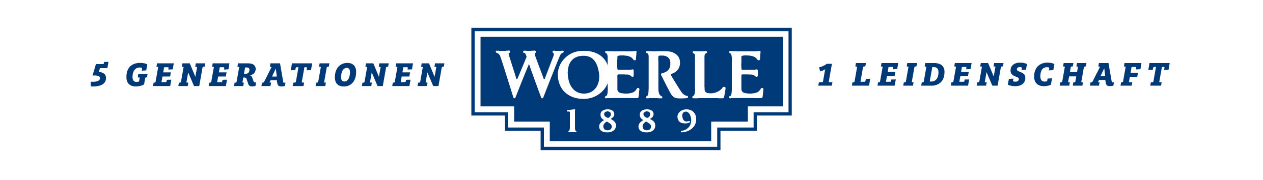 5 GENERATIONEN
WOERLE
1889
1 LEIDENSCHAFT